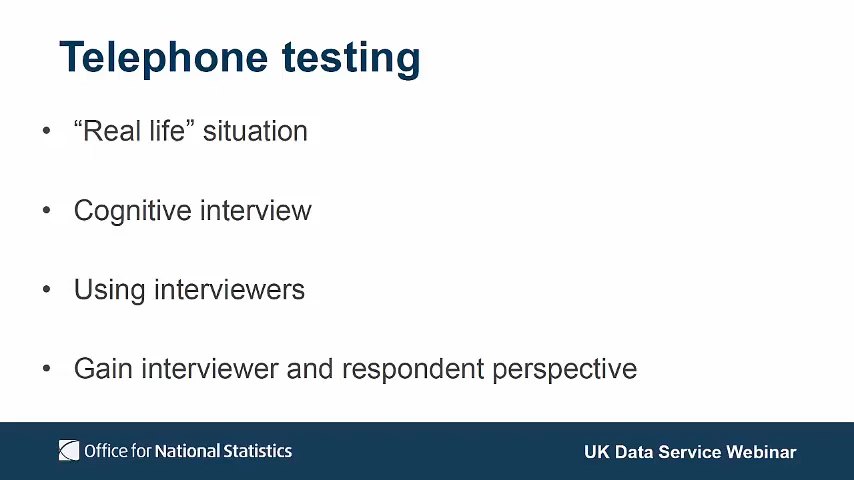 Telephone testing
• “Real life” situation
• Cognitive interview
• Using interviewers
• Gain interviewer and respondent perspective
Office for National Statistics
UK Data Service Webinar